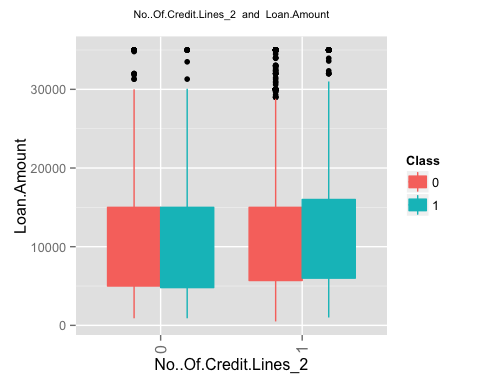 No..Of.Credit.Lines_2 and Loan.Amount
Loan.Amount
30000
20000
10000
0
0
1
No..Of.Credit.Lines_2
Class
0
1